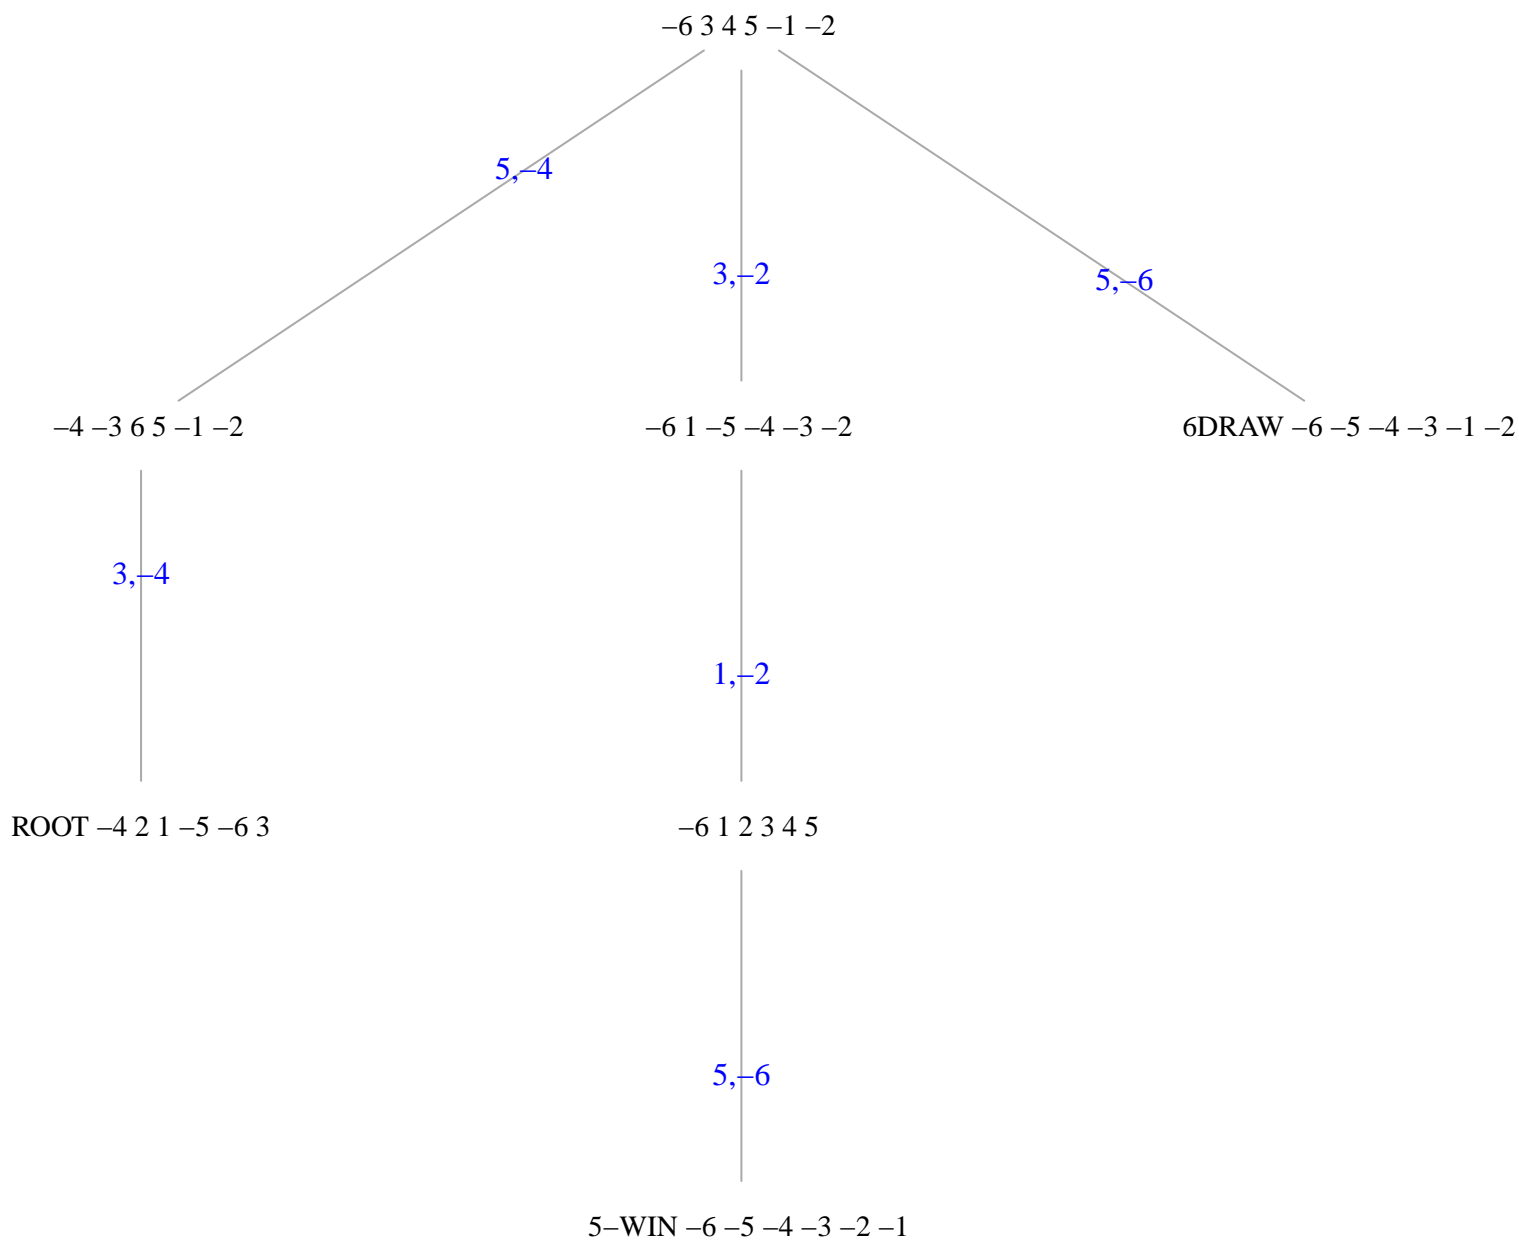 –6 3 4 5 –1 –2
5,–4
3,–2
5,–6
–4 –3 6 5 –1 –2
–6 1 –5 –4 –3 –2
6DRAW –6 –5 –4 –3 –1 –2
3,–4
1,–2
ROOT –4 2 1 –5 –6 3
–6 1 2 3 4 5
5,–6
5–WIN –6 –5 –4 –3 –2 –1